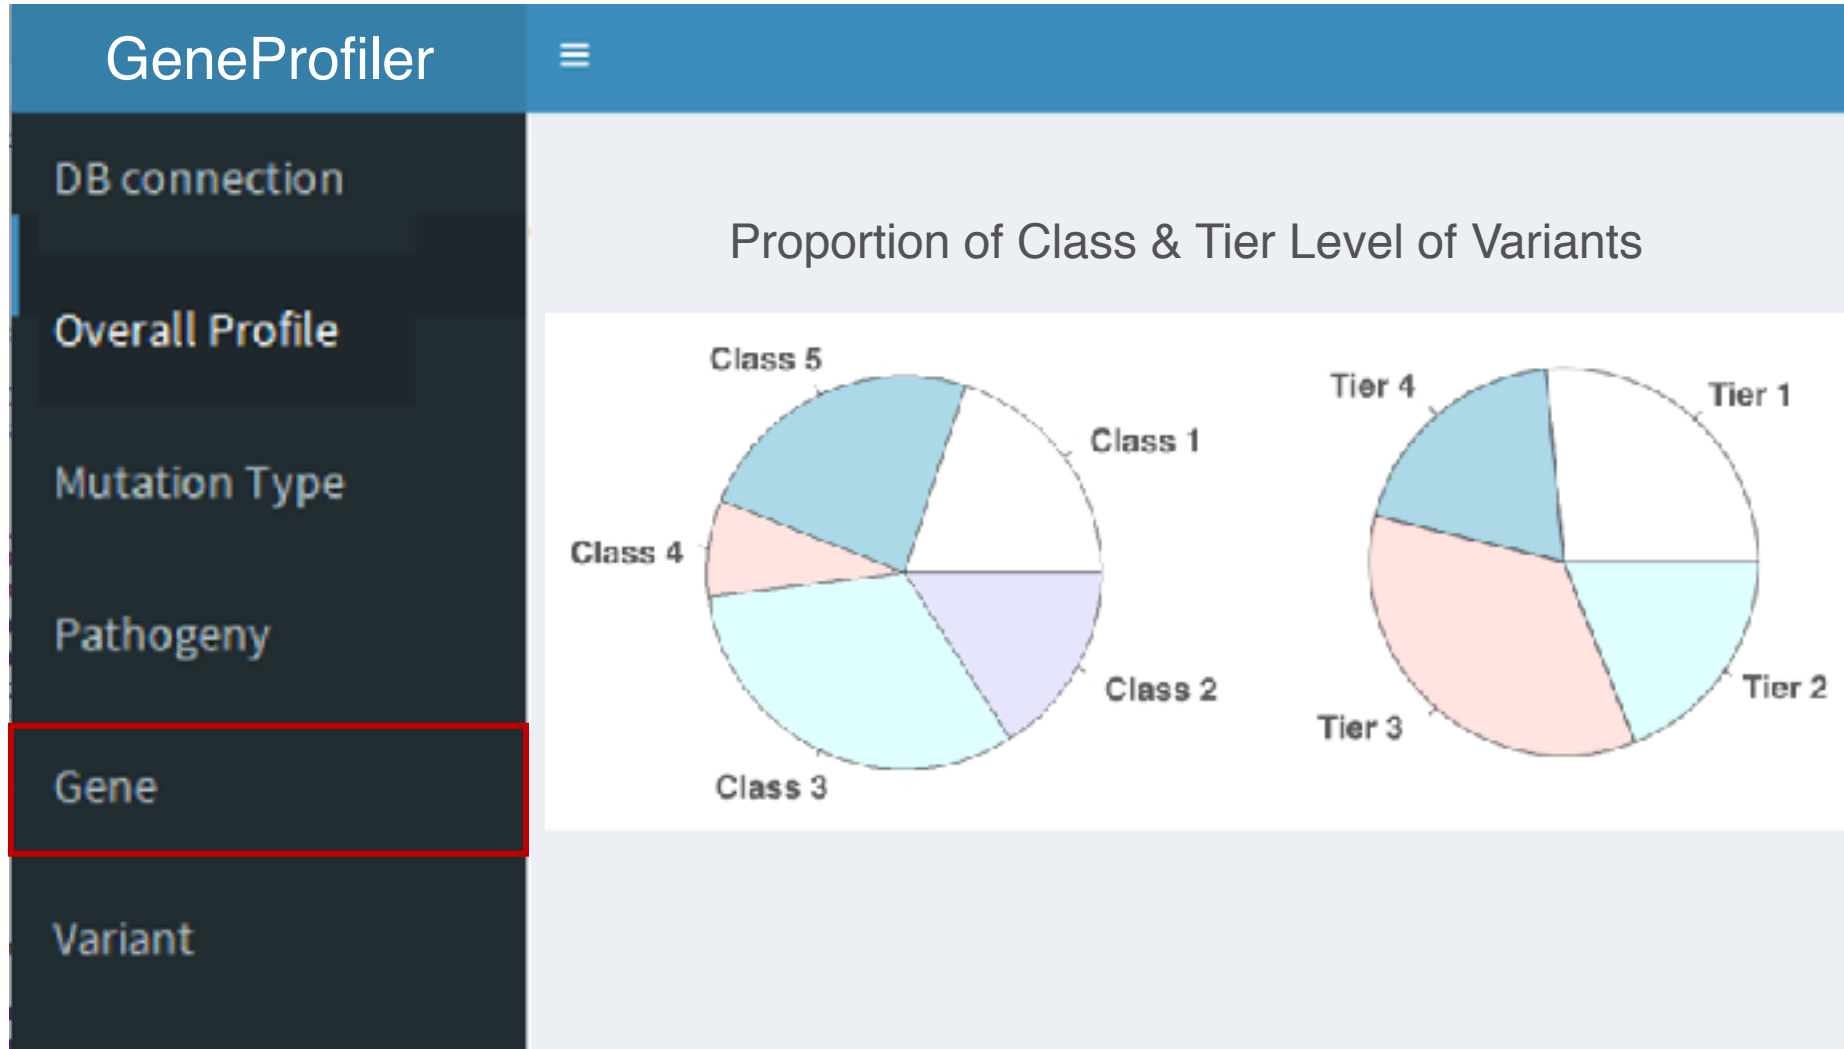 GeneProfiler
DB connection
Overall Profile
Mutation Type
Pathogeny
Gene
Variant
Proportion of Class & Tier Level of Variants
Class 5
Class 1
Class 4
Class 2
Class 3
Tier 4
Tier 1
Tier 2
Tier 3